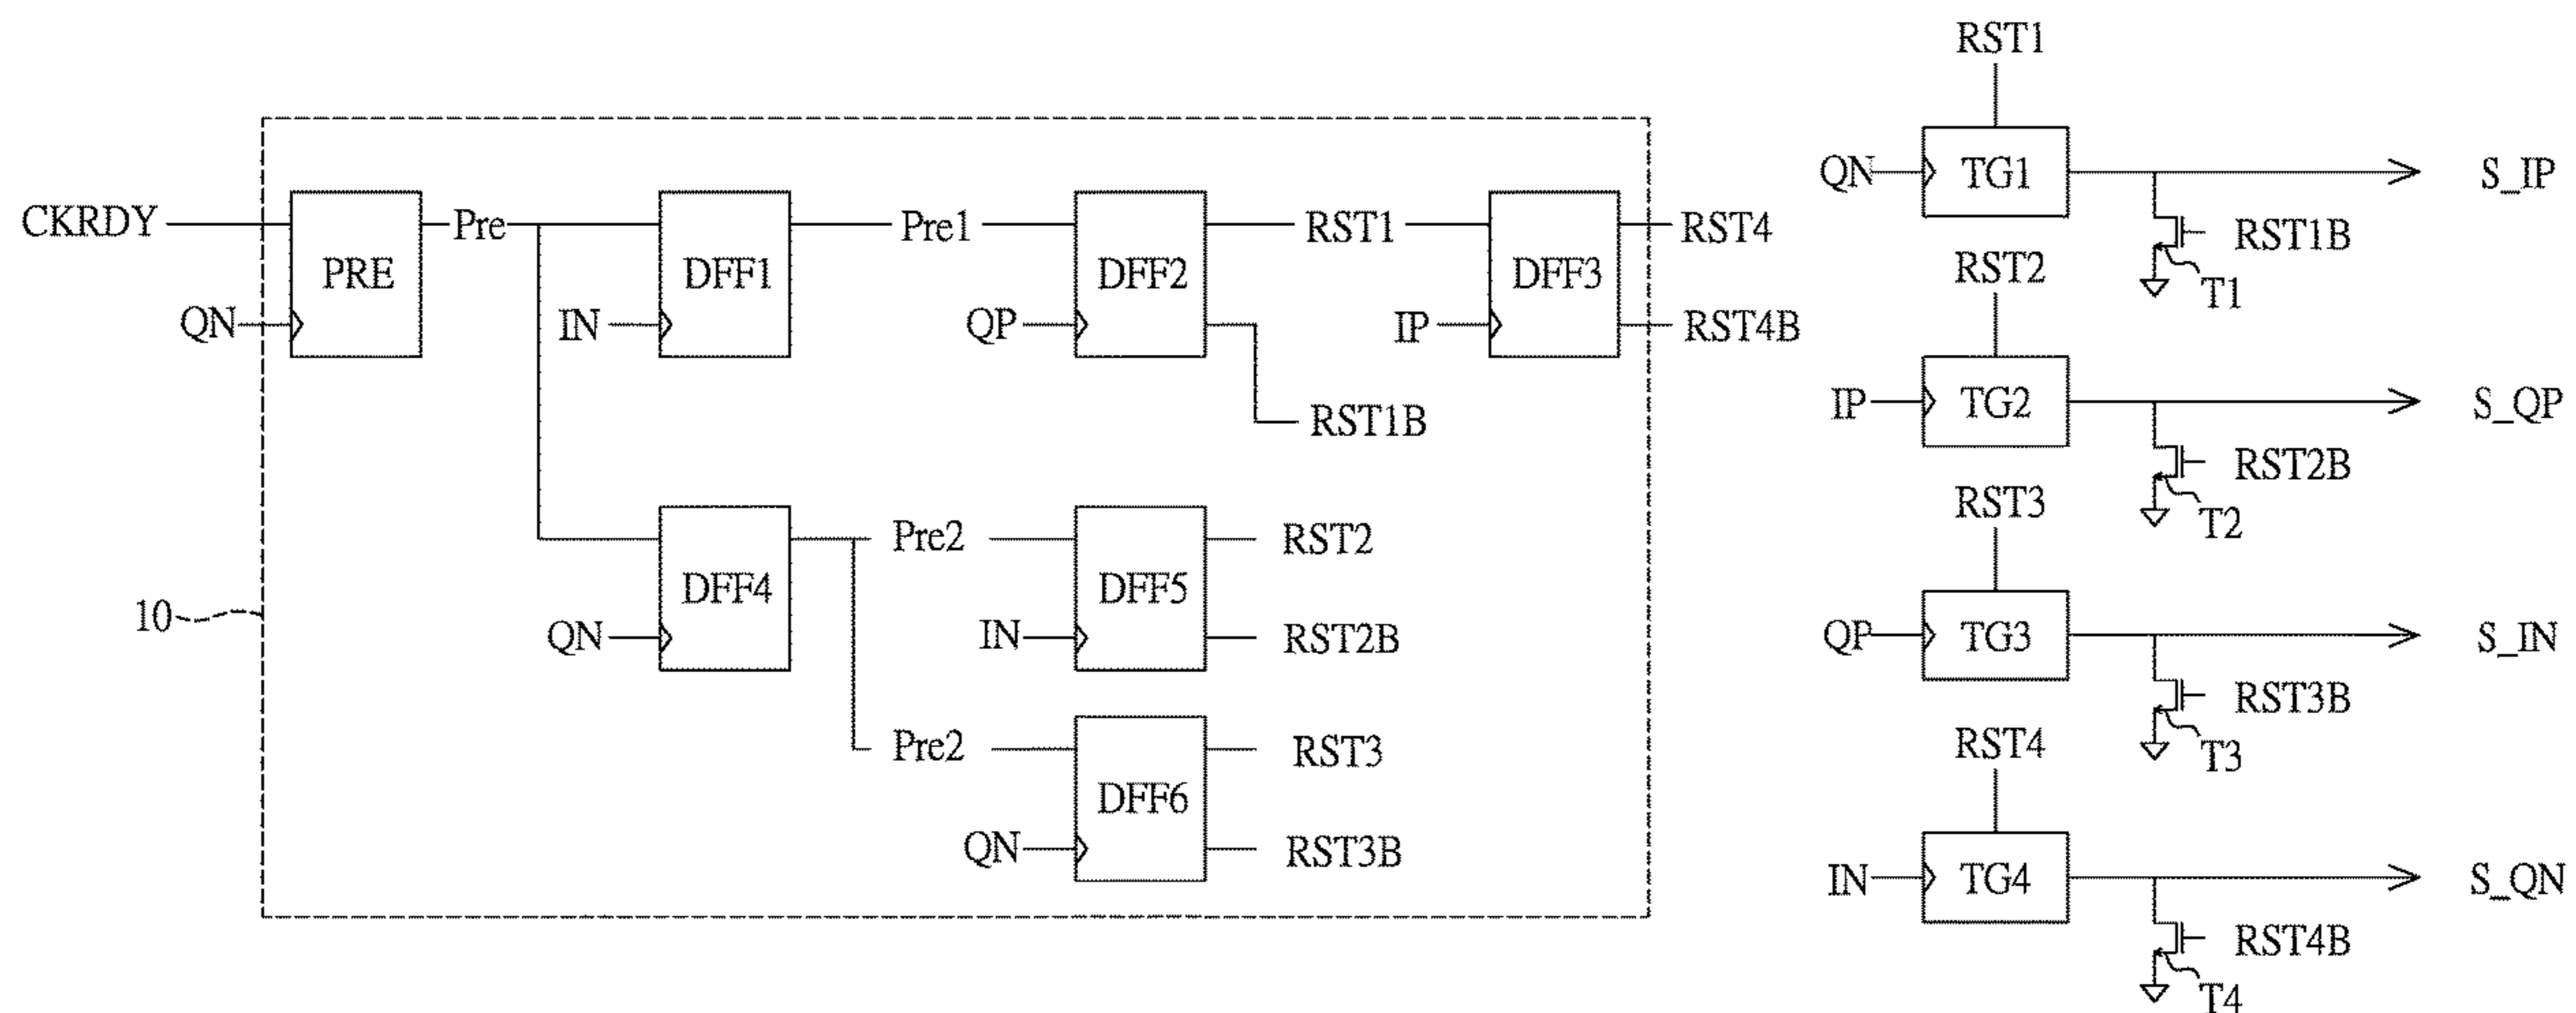 CKRDY
QN
PRE
Pre
IN
DFF1
Pre1
QP
DFF2
RST1
RST1B
IP
DFF3
RST4
RST4B
QN
DFF4
Pre2
IN
DFF5
RST2
RST2B
Pre2
QN
DFF6
RST3
RST3B
10
RST1
QN
TG1
S_IP
RST1B
T1
RST2
IP
TG2
S_QP
RST2B
T2
RST3
QP
TG3
S_IN
RST3B
T3
RST4
IN
TG4
S_QN
RST4B
T4